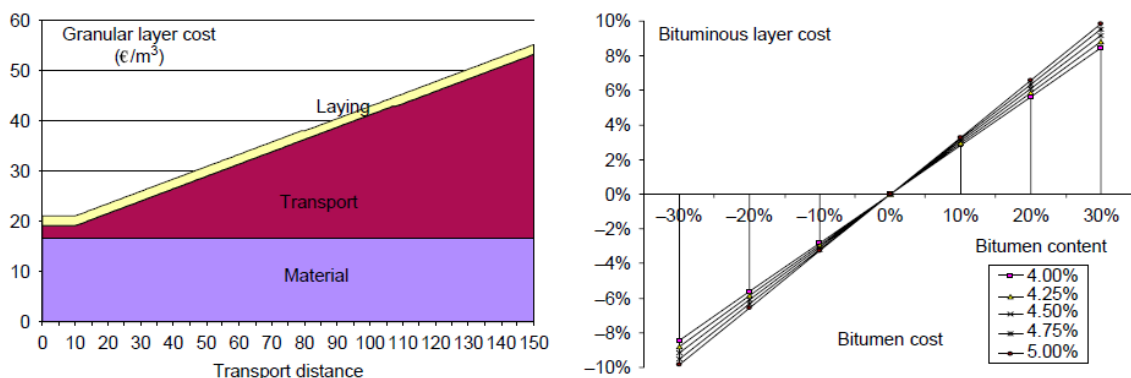 60
50
40
30
20
10
0
Granular layer cost
(€/m³)
Laying
Transport
Material
0 10 20 30 40 50 60 70 80 90 100 110 120 130 140 150
Transport distance
10%
8%
6%
4%
2%
0%
–2%
–4%
–6%
–8%
–10%
Bituminous layer cost
–30% –20% –10% 0% 10% 20% 30%
Bitumen content
4.00%
4.25%
4.50%
4.75%
5.00%
Bitumen cost